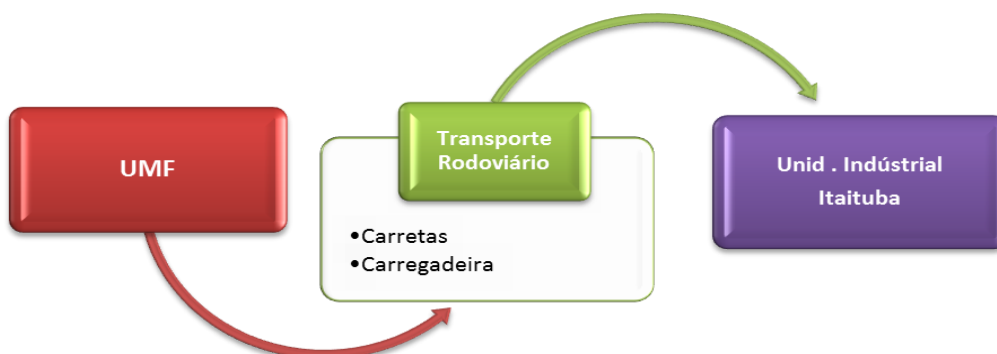 UMF
Transporte
Rodoviário
•Carretas
•Carregadeira
Unid . Indústrial
Itaituba